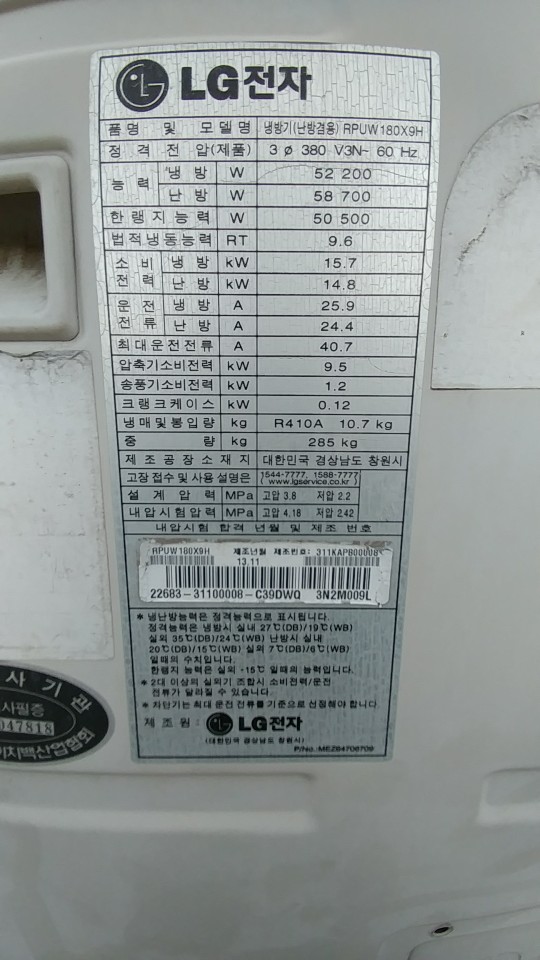 LG전자
품명 및 모델명 냉방기(난방겸용) RPUW180X9H
정격전압(제품) 3 ø 380 V3N~ 60 Hz
능력 냉방 W 52 200
난방 W 58 700
한랭지능력 W 50 500
법적냉동능력 RT 9.6
소비전력 냉방 kW 15.7
난방 kW 14.8
운전전류 냉방 A 25.9
난방 A 24.4
최대운전전류 A 40.7
압축기소비전력 kW 9.5
송풍기소비전력 kW 1.2
크랭크케이스 kW 0.12
냉매및봉입량 kg R410A 10.7 kg
중량 kg 285 kg
제조공장소재지 대한민국 경상남도 창원시
고장접수 및 사용설명은 1544-7777, 1588-7777
( www.lgservice.co.kr )
설계압력 MPa 고압 3.8 저압 2.2
내압시험압력 MPa 고압 4.18 저압 2.42
내압시험 합격 년월 및 제조 번호
RPUW180X9H 제조년월 제조번호: 311KAPB00008
13.11
22683-31100008-C39DWQ 3N2M009L
* 냉난방능력은 정격능력으로 표시됩니다.
정격능력은 냉방시 실내 27℃(DB)/19℃(WB)
실외 35℃(DB)/24℃(WB) 난방시 실내
20℃(DB)/15℃(WB) 실외 7℃(DB)/6℃(WB)
일때의 수치입니다.
한랭지 능력은 실외 -15℃ 일때의 능력입니다.
* 2대 이상의 실외기 조합시 소비전력/운전
전류가 달라질 수 있습니다.
* 차단기는 최대 운전전류를 기준으로 선정해야 합니다.
제조원: LG전자
(대한민국 경상남도 창원시)
P/No.:MEZ64706709
사기관
사필증
047818